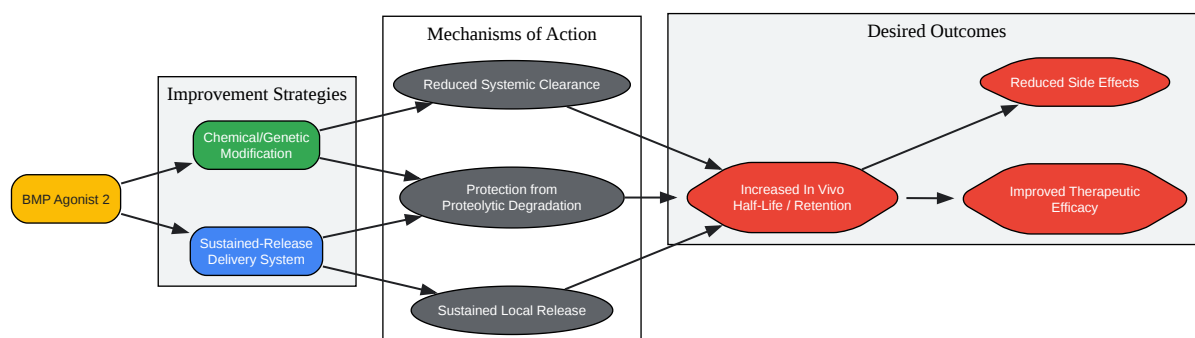 Mechanisms of Action
Desired Outcomes
Reduced Systemic Clearance
Reduced Side Effects
Improvement Strategies
Chemical/Genetic
Modification
BMP Agonist 2
Protection from
Proteolytic Degradation
Increased In Vivo
Half-Life / Retention
Improved Therapeutic
Efficacy
Sustained-Release
Delivery System
Sustained Local Release